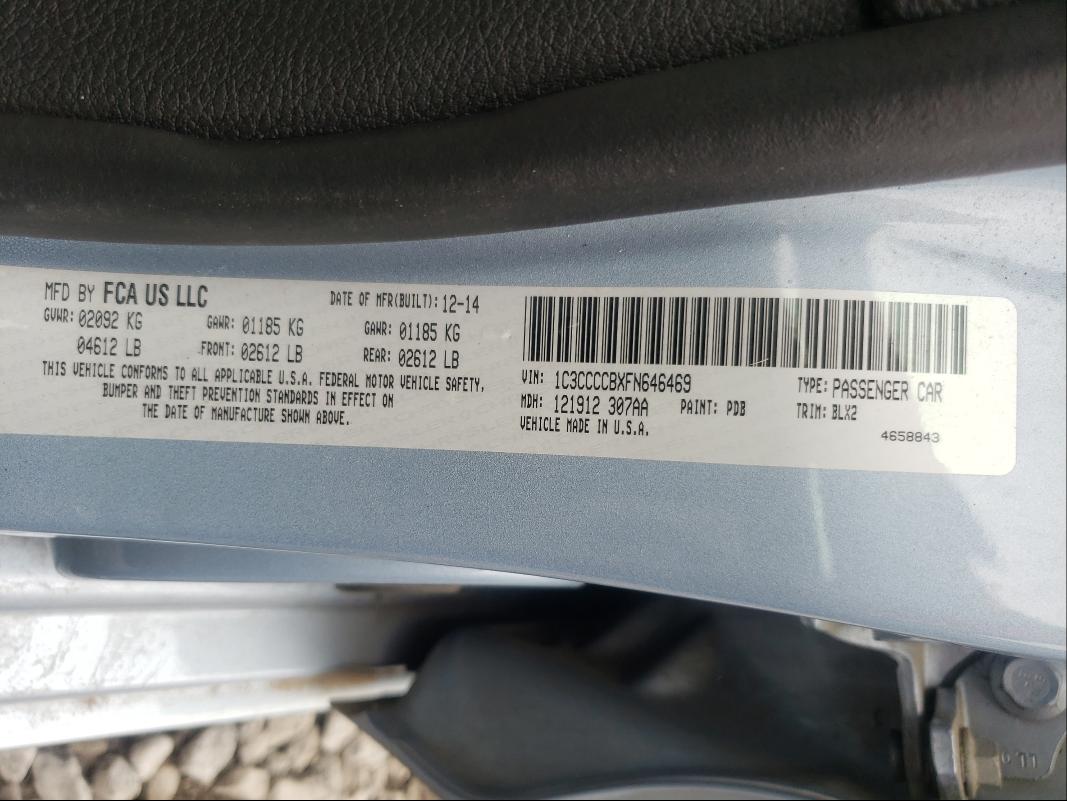 MFD BY FCA US LLC DATE OF MFR(BUILT): 12-14
GVWR: 02092 KG GAWR: 01185 KG GAWR: 01185 KG
04612 LB FRONT: 02612 LB REAR: 02612 LB
THIS VEHICLE CONFORMS TO ALL APPLICABLE U.S.A. FEDERAL MOTOR VEHICLE SAFETY,
BUMPER AND THEFT PREVENTION STANDARDS IN EFFECT ON
THE DATE OF MANUFACTURE SHOWN ABOVE.
VIN: 1C3CCCCBXFN646469 TYPE: PASSENGER CAR
MDH: 121912 307AA PAINT: PDB TRIM: BLX2
VEHICLE MADE IN U.S.A.
4658843